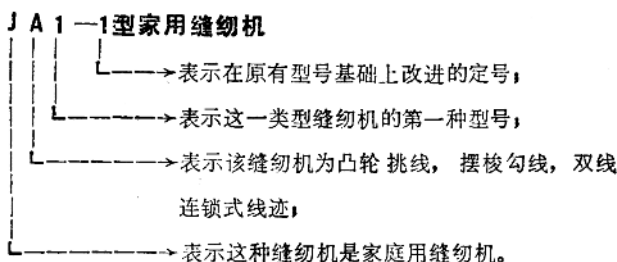 JA1—1型家用缝纫机
表示在原有型号基础上改进的定号；
表示这一类型缝纫机的第一种型号；
表示该缝纫机为凸轮挑线，摆梭勾线，双线
连锁式线迹；
表示这种缝纫机是家庭用缝纫机。